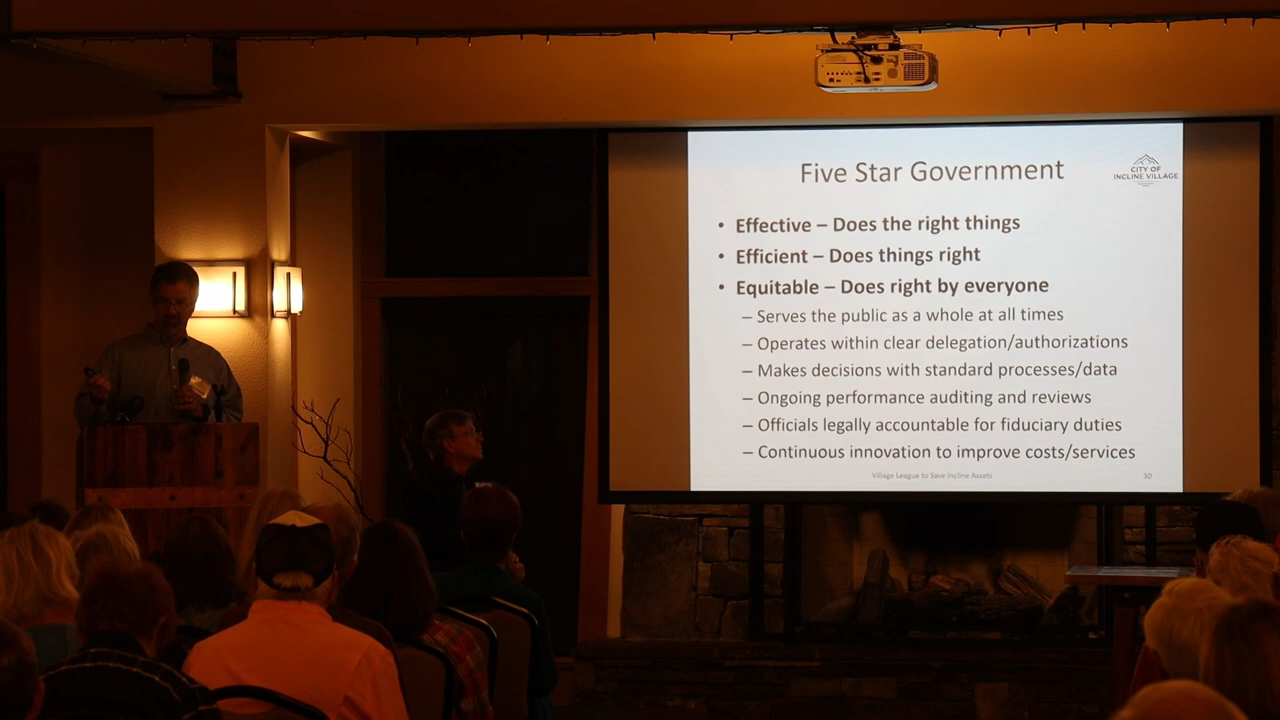 Five Star Government
CITY OF
INCLINE VILLAGE
• Effective – Does the right things
• Efficient – Does things right
• Equitable – Does right by everyone
– Serves the public as a whole at all times
– Operates within clear delegation/authorizations
– Makes decisions with standard processes/data
– Ongoing performance auditing and reviews
– Officials legally accountable for fiduciary duties
– Continuous innovation to improve costs/services
Village League to Save Incline Assets
30